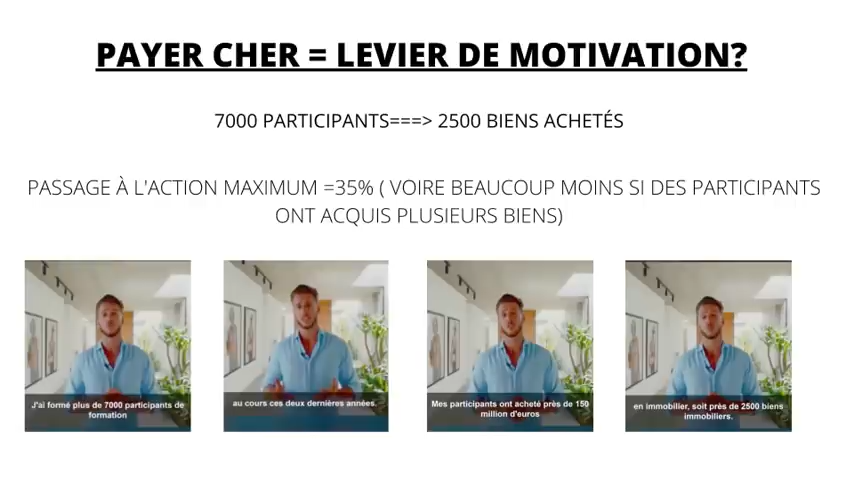 PAYER CHER = LEVIER DE MOTIVATION?
7000 PARTICIPANTS===> 2500 BIENS ACHETÉS
PASSAGE À L'ACTION MAXIMUM =35% ( VOIRE BEAUCOUP MOINS SI DES PARTICIPANTS
ONT ACQUIS PLUSIEURS BIENS)
J'ai formé plus de 7000 participants de
formation
au cours ces deux dernières années.
Mes participants ont acheté près de 150
million d'euros
en immobilier, soit près de 2500 biens
immobiliers.